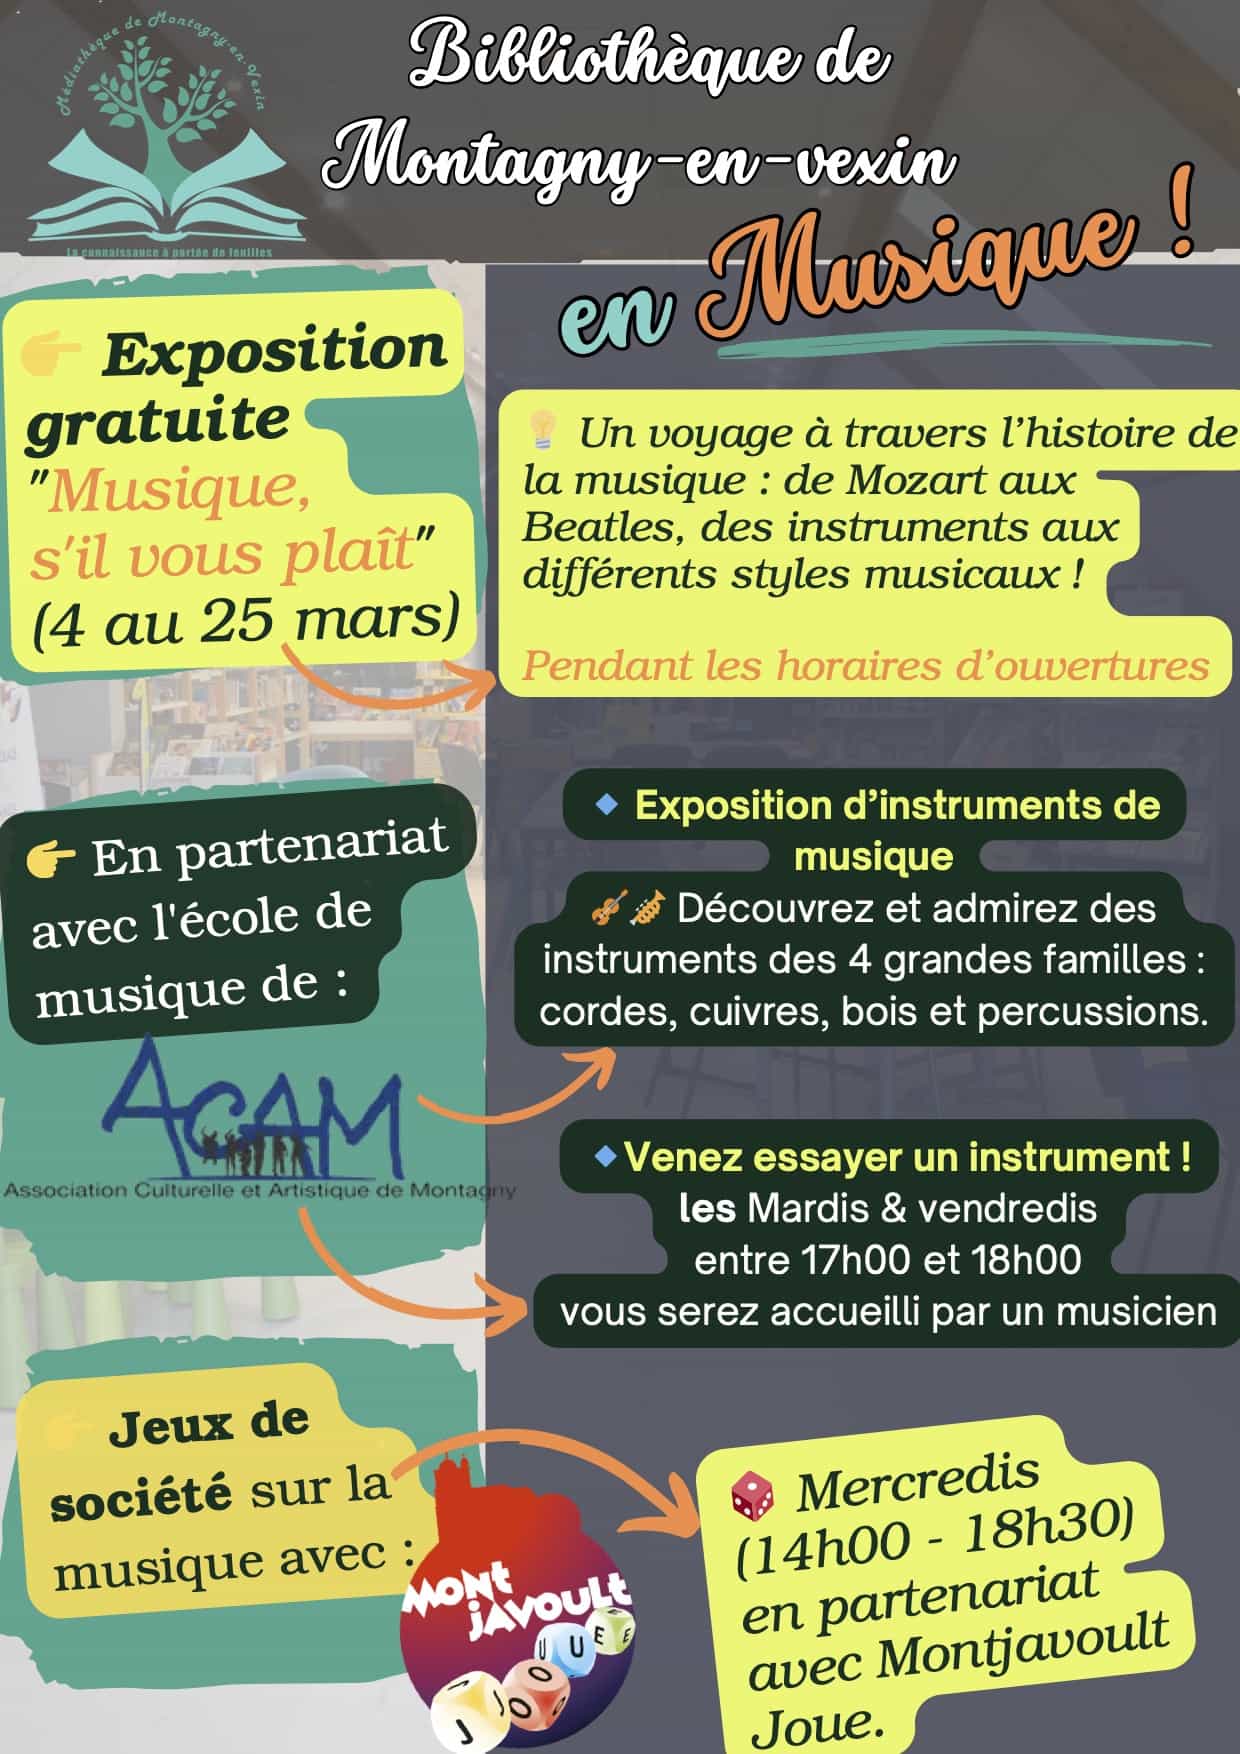 Médiathèque de Montagny-en-Vexin
La connaissance à portée de feuilles
Bibliothèque de
Montagny-en-vexin
en Musique !
👉 Exposition
gratuite
"Musique,
s'il vous plaît"
(4 au 25 mars)
💡 Un voyage à travers l’histoire de
la musique : de Mozart aux
Beatles, des instruments aux
différents styles musicaux !
Pendant les horaires d’ouvertures
👉 En partenariat
avec l'école de
musique de :
ACAM
Association Culturelle et Artistique de Montagny
🔹 Exposition d’instruments de
musique
🎻🎺 Découvrez et admirez des
instruments des 4 grandes familles :
cordes, cuivres, bois et percussions.
🔹Venez essayer un instrument !
les Mardis & vendredis
entre 17h00 et 18h00
vous serez accueilli par un musicien
👉 Jeux de
société sur la
musique avec :
MONT
JAVOULT
JOUE
🎲 Mercredis
(14h00 - 18h30)
en partenariat
avec Montjavoult
Joue.